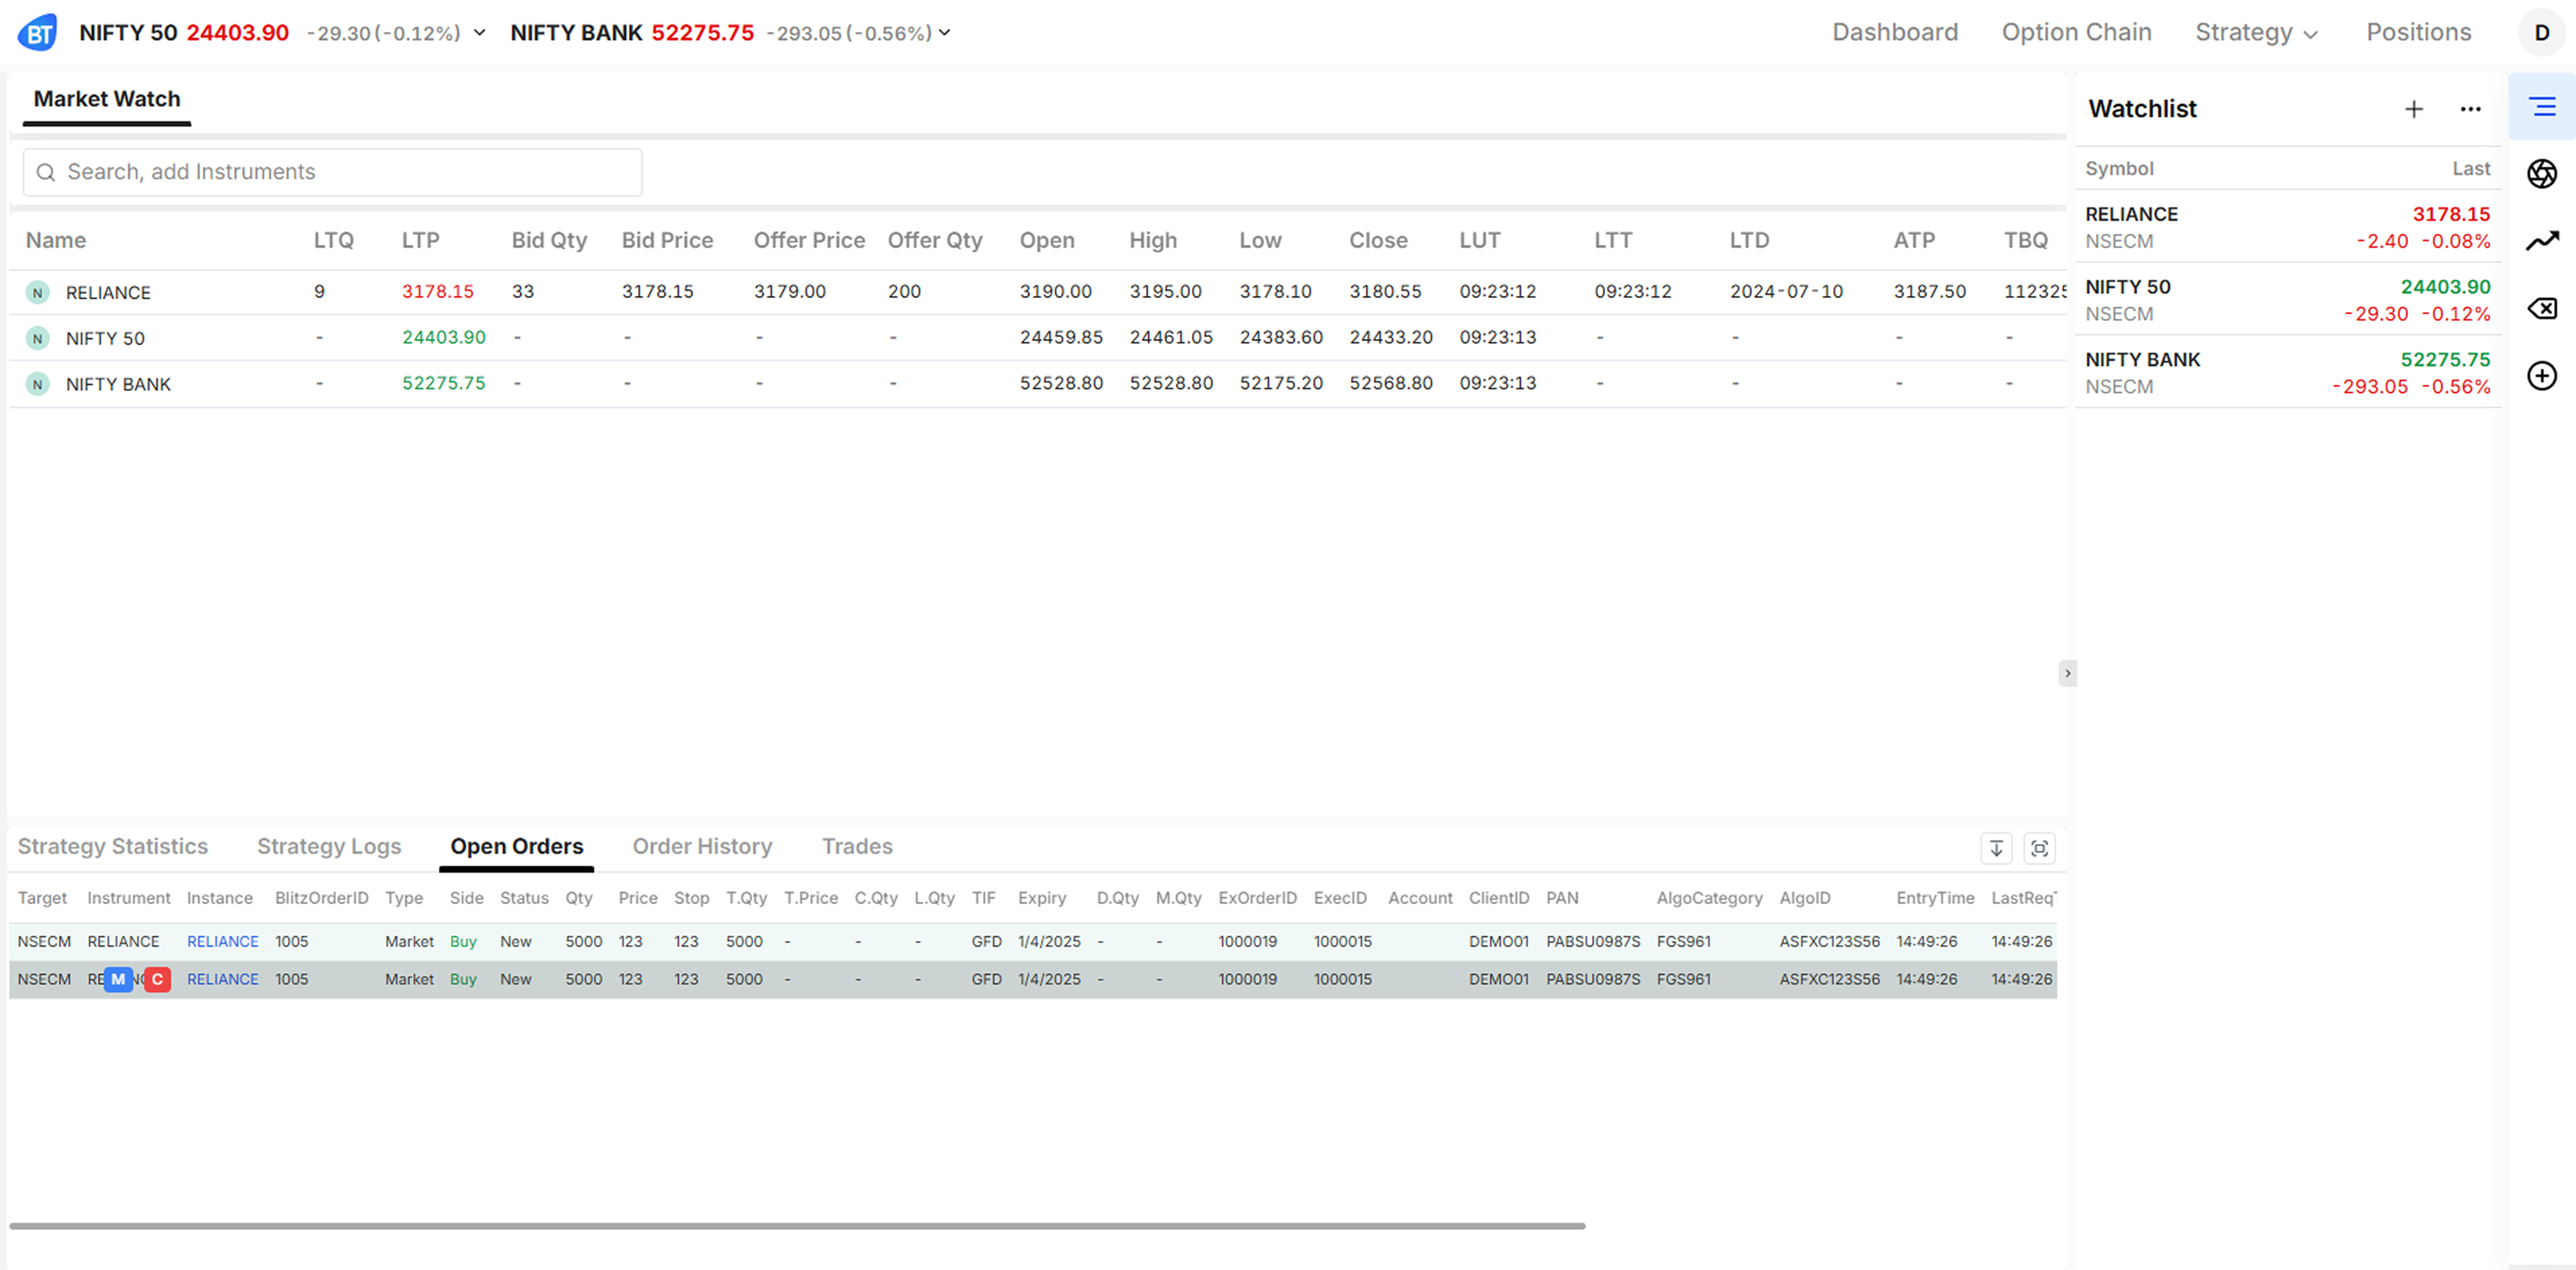 BT NIFTY 50 24403.90 -29.30(-0.12%) NIFTY BANK 52275.75 -293.05(-0.56%) Dashboard Option Chain Strategy Positions D
Market Watch
Search, add Instruments
Name LTQ LTP Bid Qty Bid Price Offer Price Offer Qty Open High Low Close LUT LTT LTD ATP TBQ
N RELIANCE 9 3178.15 33 3178.15 3179.00 200 3190.00 3195.00 3178.10 3180.55 09:23:12 09:23:12 2024-07-10 3187.50 112325
N NIFTY 50 - 24403.90 - - - - 24459.85 24461.05 24383.60 24433.20 09:23:13 - - - -
N NIFTY BANK - 52275.75 - - - - 52528.80 52528.80 52175.20 52568.80 09:23:13 - - - -
Watchlist
Symbol Last
RELIANCE 3178.15
NSECM -2.40 -0.08%
NIFTY 50 24403.90
NSECM -29.30 -0.12%
NIFTY BANK 52275.75
NSECM -293.05 -0.56%
Strategy Statistics Strategy Logs Open Orders Order History Trades
Target Instrument Instance BlitzOrderID Type Side Status Qty Price Stop T.Qty T.Price C.Qty L.Qty TIF Expiry D.Qty M.Qty ExOrderID ExecID Account ClientID PAN AlgoCategory AlgoID EntryTime LastReq
NSECM RELIANCE RELIANCE 1005 Market Buy New 5000 123 123 5000 - - - GFD 1/4/2025 - - 1000019 1000015 DEMO01 PABSU0987S FGS961 ASFXC123S56 14:49:26 14:49:26
NSECM M C RELIANCE 1005 Market Buy New 5000 123 123 5000 - - - GFD 1/4/2025 - - 1000019 1000015 DEMO01 PABSU0987S FGS961 ASFXC123S56 14:49:26 14:49:26